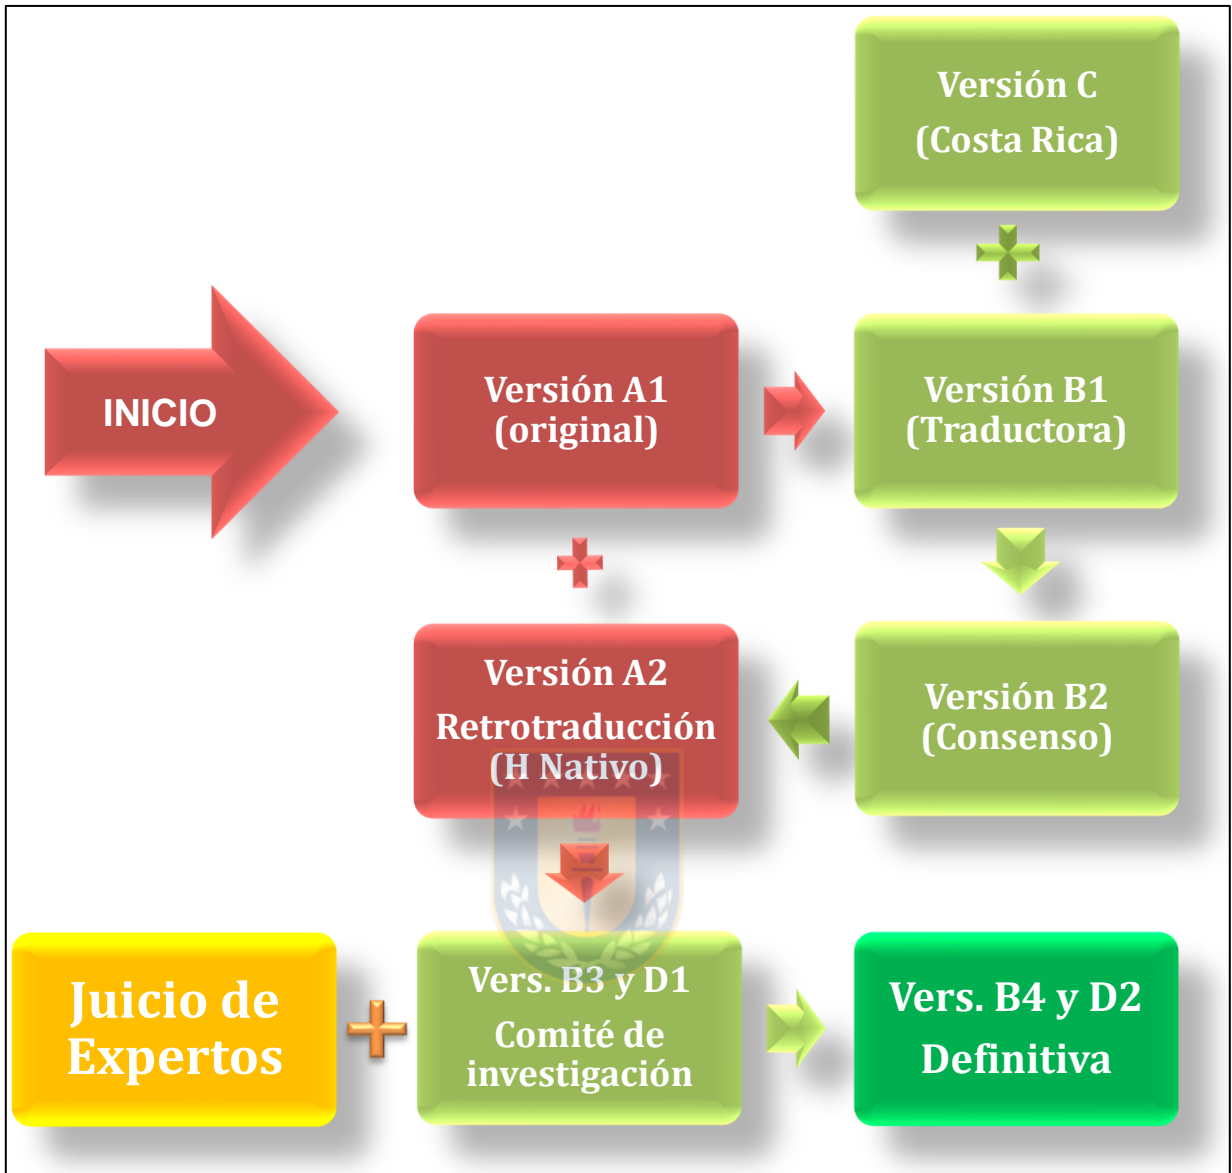 Versión C
(Costa Rica)
INICIO
Versión A1
(original)
Versión B1
(Traductora)
Versión A2
Retrotraducción
(H Nativo)
Versión B2
(Consenso)
Juicio de
Expertos
Vers. B3 y D1
Comité de
investigación
Vers. B4 y D2
Definitiva